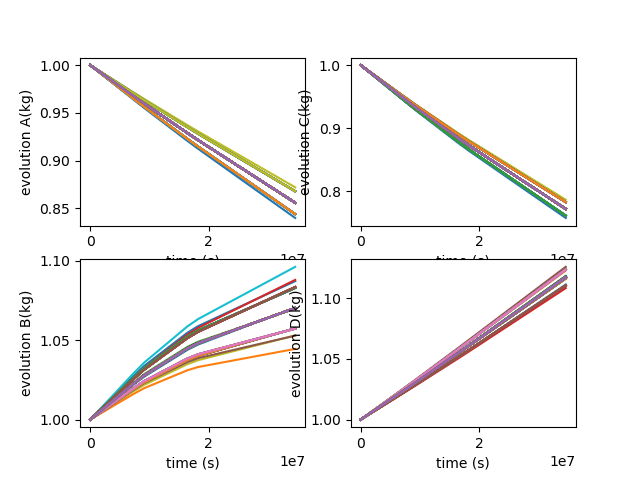 evolution A(kg)
1.00
0.95
0.90
0.85
0
2
time (s)
1e7
evolution C(kg)
1.0
0.9
0.8
0
2
time (s)
1e7
evolution B(kg)
1.10
1.05
1.00
0
2
time (s)
1e7
evolution D(kg)
1.10
1.05
1.00
0
2
time (s)
1e7